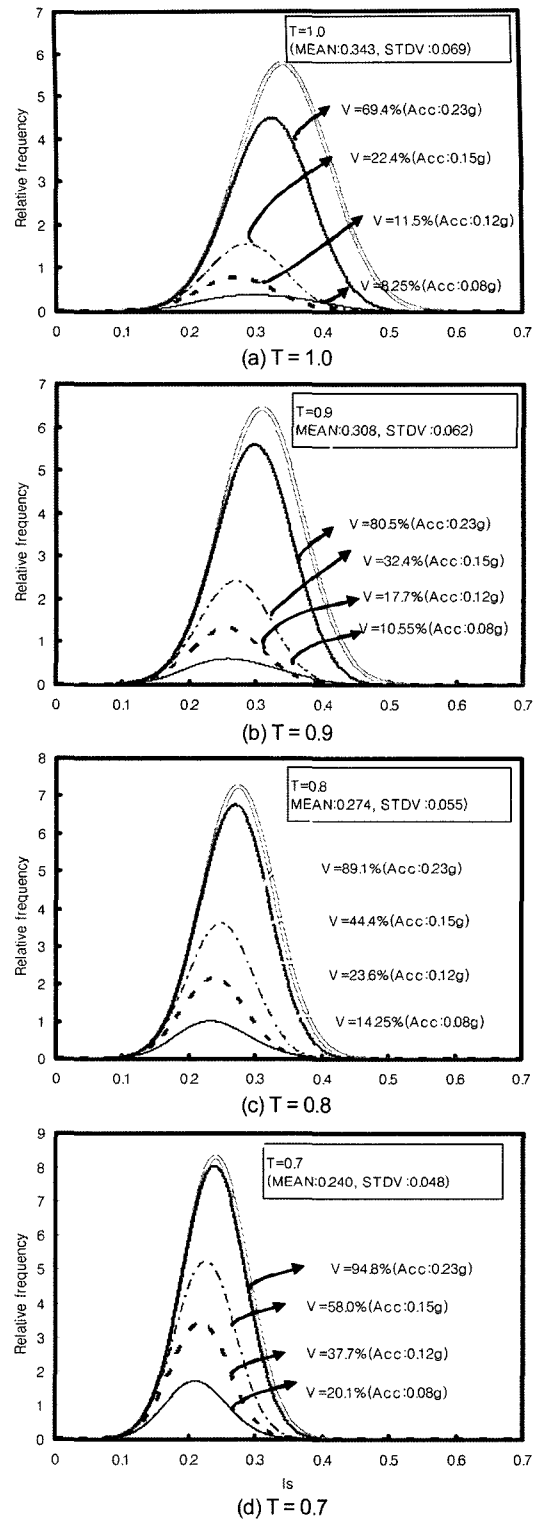 7
6
5
4
3
2
1
0
Relative frequency
T=1.0
(MEAN:0.343, STDV :0.069)
V =69.4%(Acc:0.23g)
V =22.4%(Acc:0.15g)
V =11.5%(Acc:0.12g)
V =8.25%(Acc:0.08g)
0 0.1 0.2 0.3 0.4 0.5 0.6 0.7
(a) T = 1.0
7
6
5
4
3
2
1
0
Relative frequency
T=0.9
MEAN:0.308, STDV :0.062)
V =80.5%(Acc:0.23g)
V =32.4%(Acc:0.15g)
V =17.7%(Acc:0.12g)
V =10.55%(Acc:0.08g)
0 0.1 0.2 0.3 0.4 0.5 0.6 0.7
(b) T = 0.9
8
7
6
5
4
3
2
1
0
Relative frequency
T=0.8
MEAN:0.274, STDV :0.055)
V =89.1%(Acc:0.23g)
V =44.4%(Acc:0.15g)
V =23.6%(Acc:0.12g)
V =14.25%(Acc:0.08g)
0 0.1 0.2 0.3 0.4 0.5 0.6 0.7
(c) T = 0.8
9
8
7
6
5
4
3
2
1
0
Relative frequency
T=0.7
(MEAN:0.240, STDV :0.048)
V =94.8%(Acc:0.23g)
V =58.0%(Acc:0.15g)
V =37.7%(Acc:0.12g)
V =20.1%(Acc:0.08g)
0 0.1 0.2 0.3 0.4 0.5 0.6 0.7
Is
(d) T = 0.7